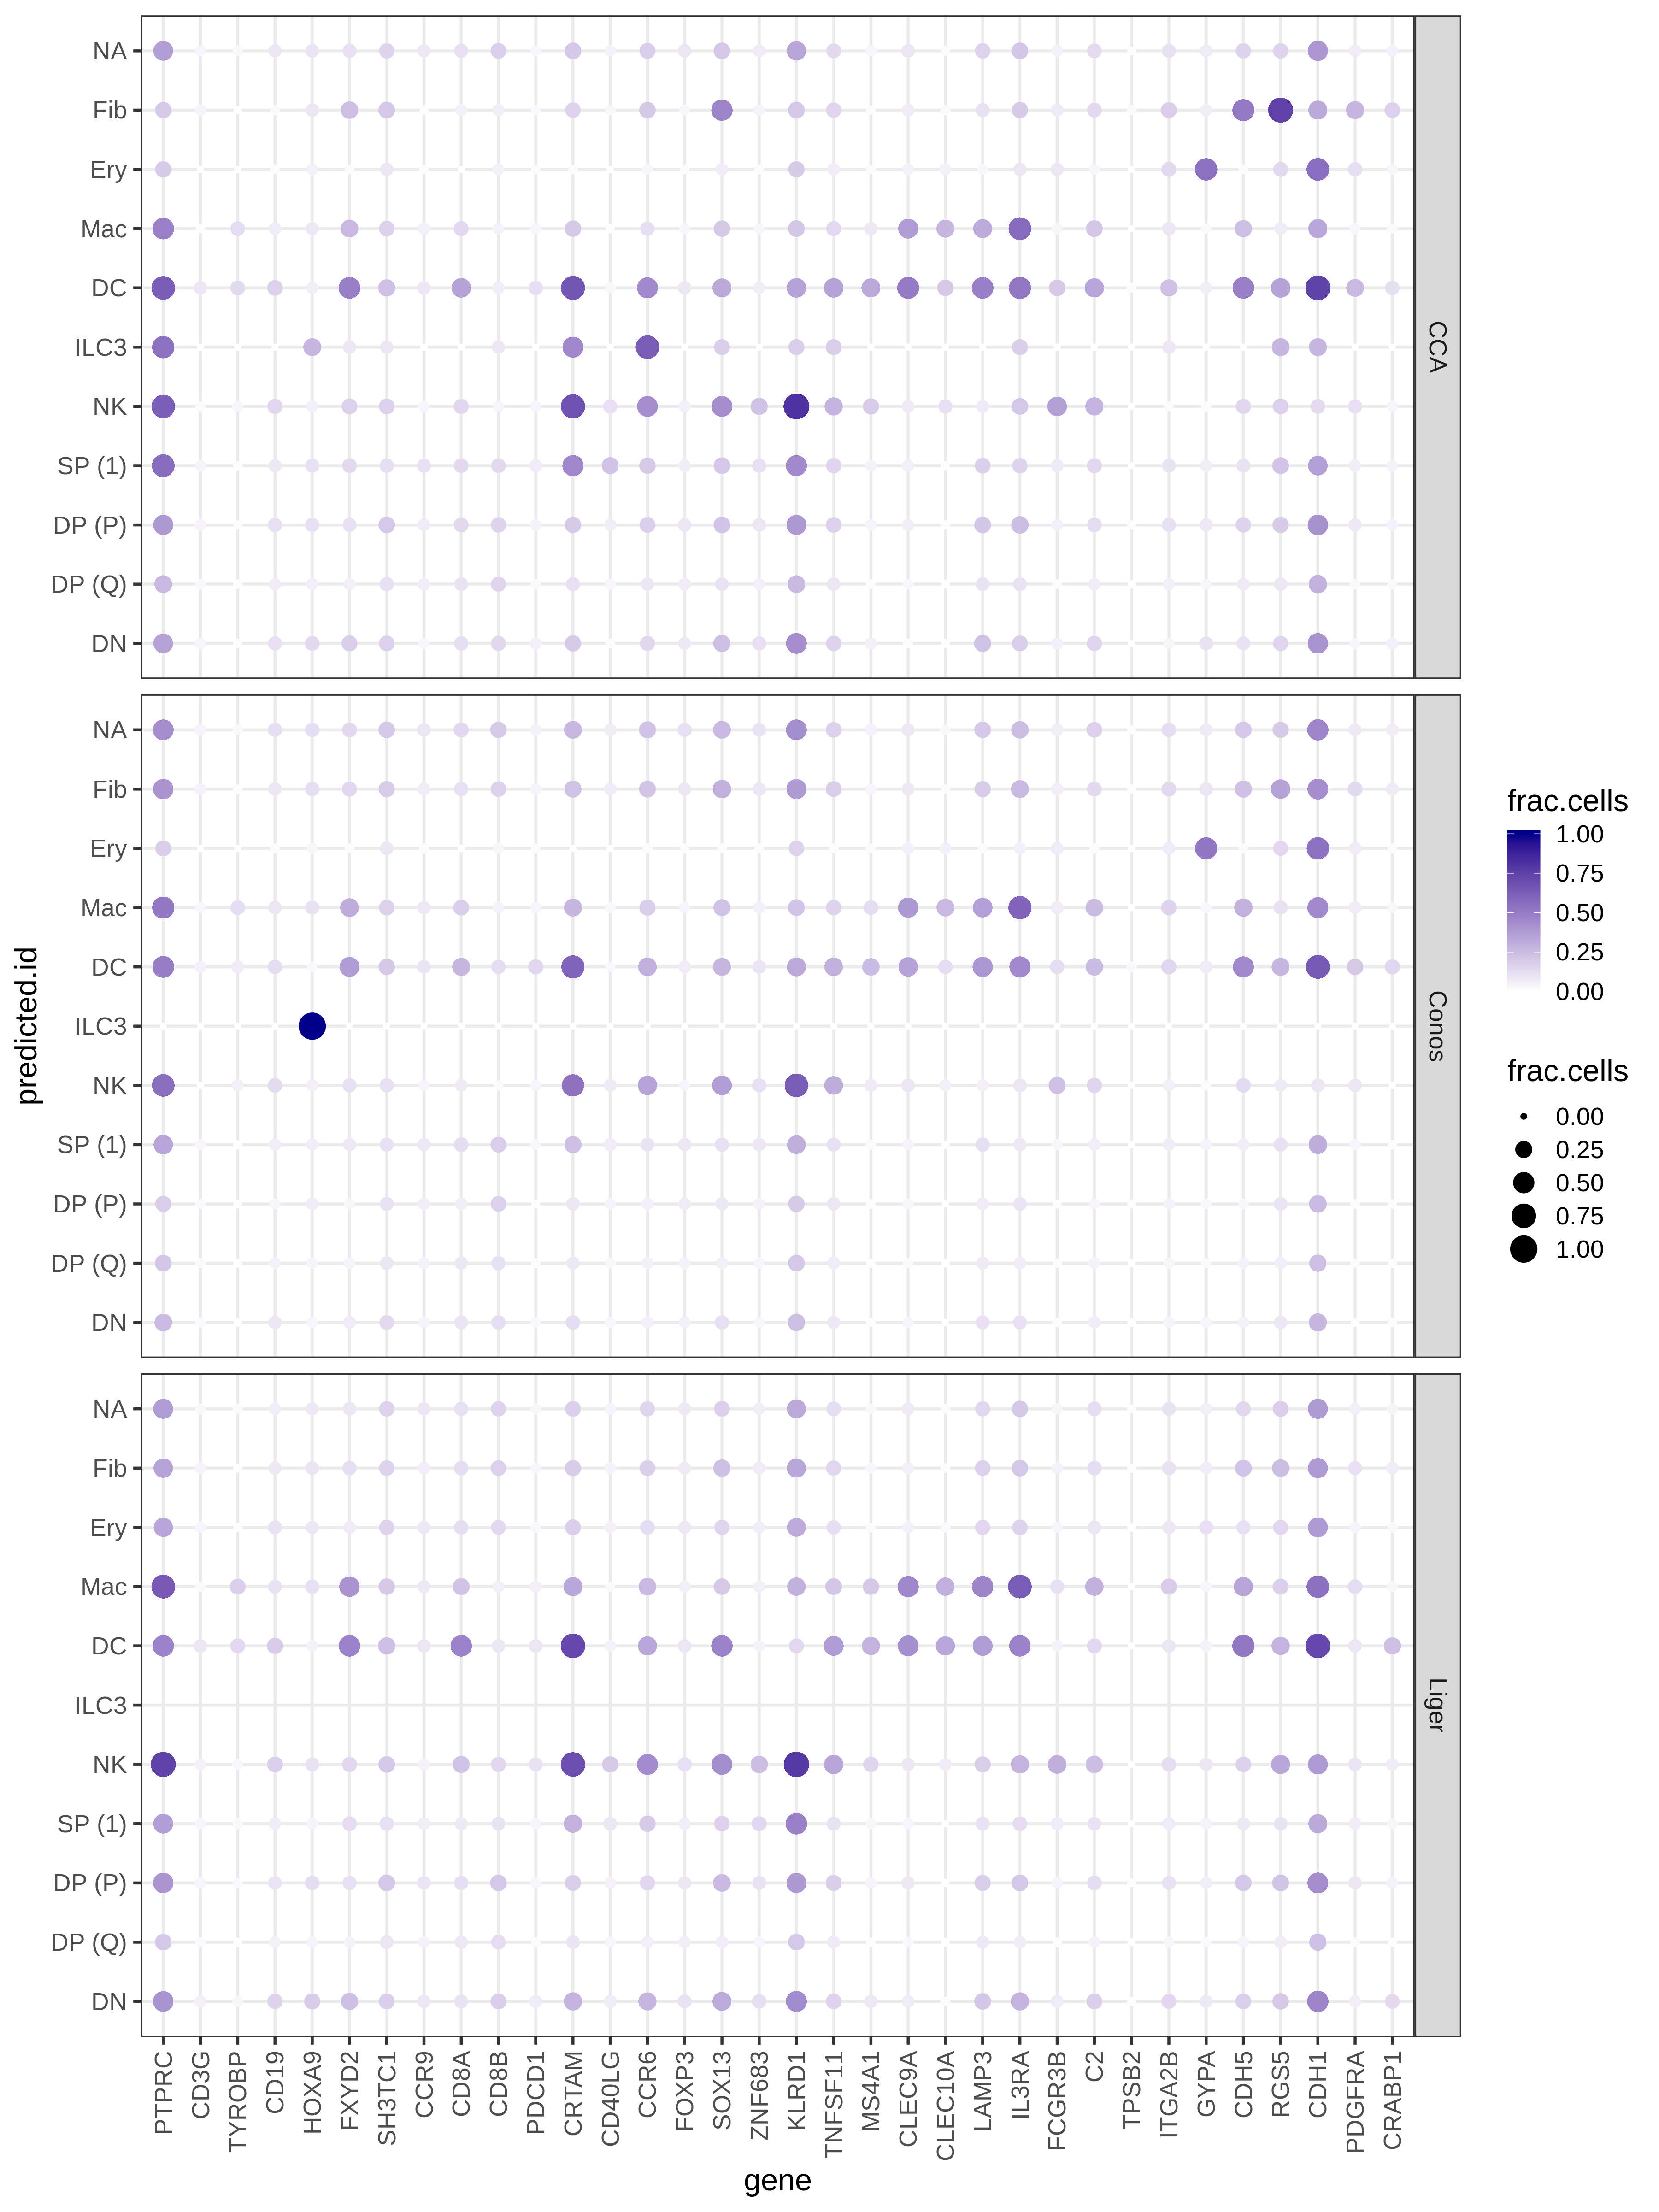 NA
Fib
Ery
Mac
DC
ILC3
NK
SP (1)
DP (P)
DP (Q)
DN
CCA
NA
Fib
Ery
Mac
DC
ILC3
NK
SP (1)
DP (P)
DP (Q)
DN
Conos
NA
Fib
Ery
Mac
DC
ILC3
NK
SP (1)
DP (P)
DP (Q)
DN
Liger
predicted.id
PTPRC
CD3G
TYROBP
CD19
HOXA9
FXYD2
SH3TC1
CCR9
CD8A
CD8B
PDCD1
CRTAM
CD40LG
CCR6
FOXP3
SOX13
ZNF683
KLRD1
TNFSF11
MS4A1
CLEC9A
CLEC10A
LAMP3
IL3RA
FCGR3B
C2
TPSB2
ITGA2B
GYPA
CDH5
RGS5
CDH1
PDGFRA
CRABP1
gene
frac.cells
1.00
0.75
0.50
0.25
0.00
frac.cells
0.00
0.25
0.50
0.75
1.00